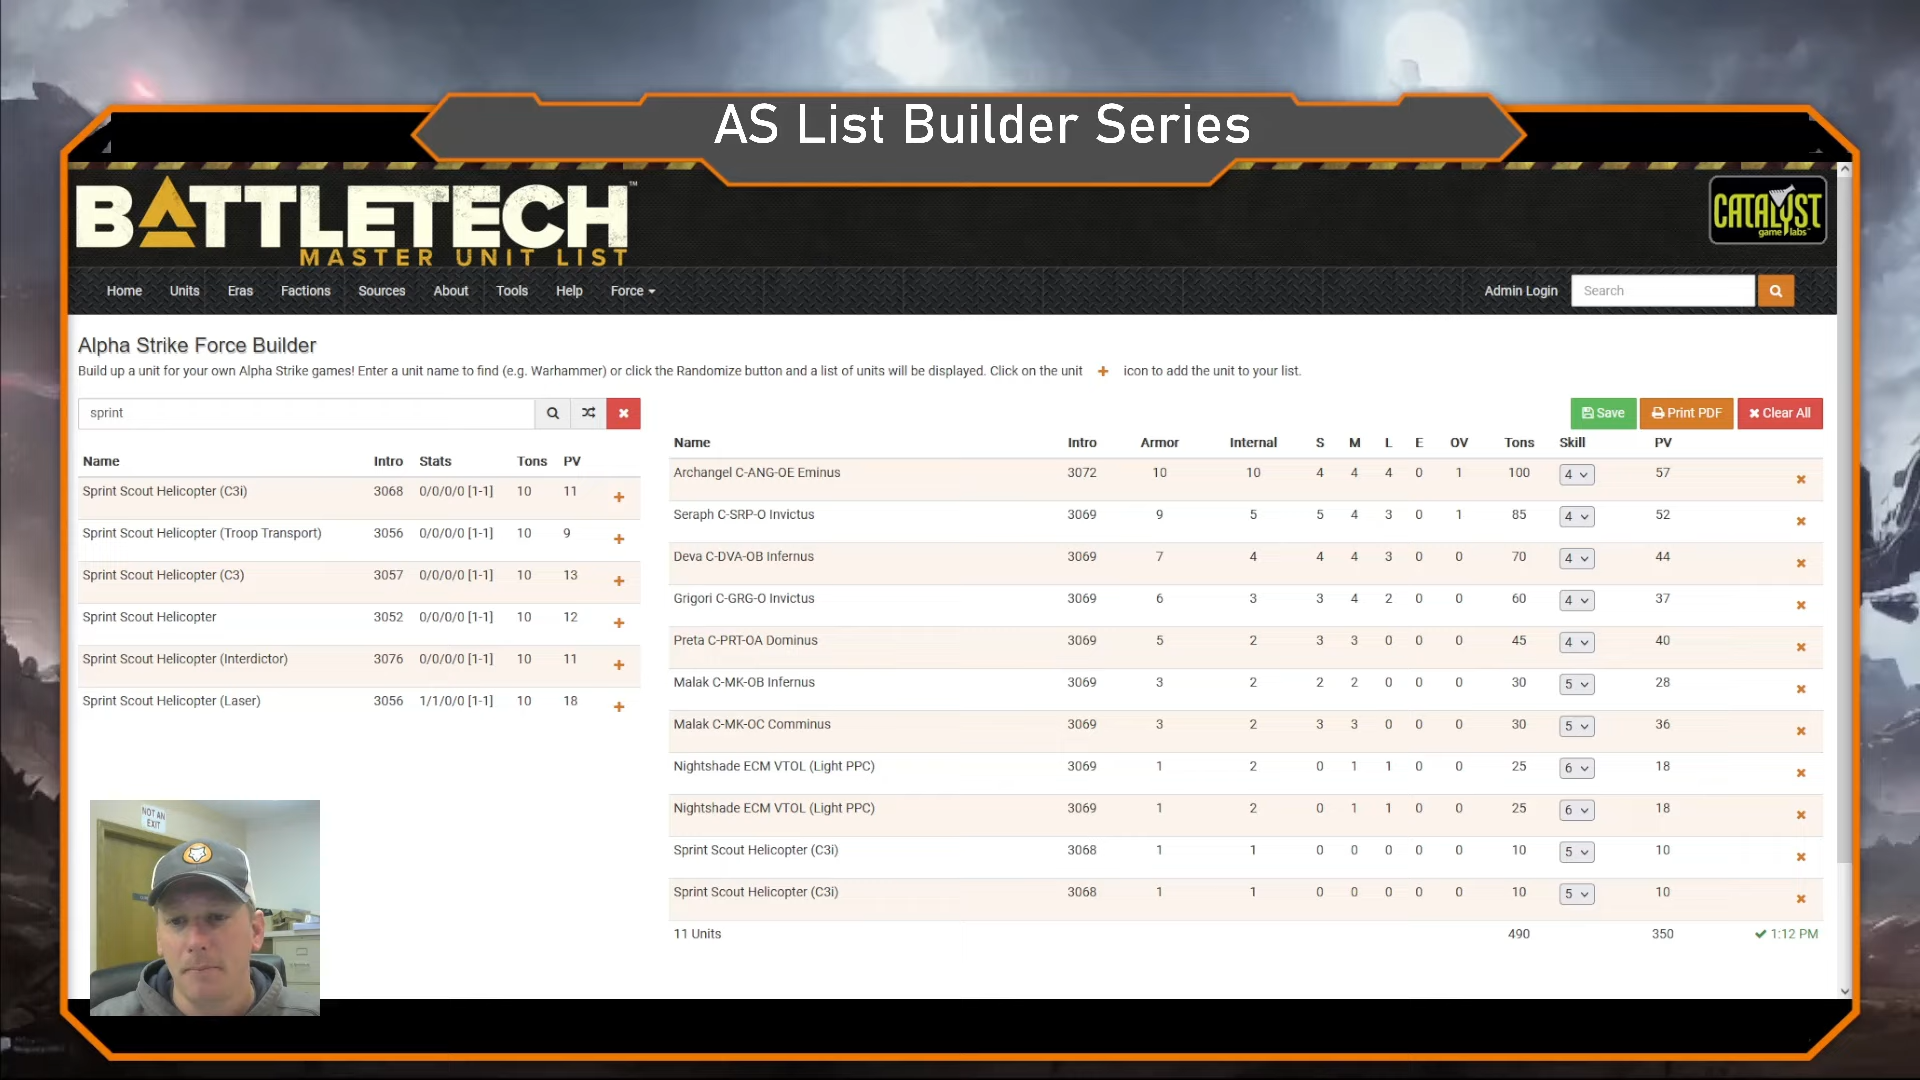 AS List Builder Series
BATTLETECH™
MASTER UNIT LIST
CATALYST
game labs™
Home Units Eras Factions Sources About Tools Help Force Admin Login Search
Alpha Strike Force Builder
Build up a unit for your own Alpha Strike games! Enter a unit name to find (e.g. Warhammer) or click the Randomize button and a list of units will be displayed. Click on the unit + icon to add the unit to your list.
sprint
Save Print PDF Clear All
Name Intro Stats Tons PV
Sprint Scout Helicopter (C3i) 3068 0/0/0/0 [1-1] 10 11
Sprint Scout Helicopter (Troop Transport) 3056 0/0/0/0 [1-1] 10 9
Sprint Scout Helicopter (C3) 3057 0/0/0/0 [1-1] 10 13
Sprint Scout Helicopter 3052 0/0/0/0 [1-1] 10 12
Sprint Scout Helicopter (Interdictor) 3076 0/0/0/0 [1-1] 10 11
Sprint Scout Helicopter (Laser) 3056 1/1/0/0 [1-1] 10 18
Name Intro Armor Internal S M L E OV Tons Skill PV
Archangel C-ANG-OE Eminus 3072 10 10 4 4 4 0 1 100 4 57
Seraph C-SRP-O Invictus 3069 9 5 5 4 3 0 1 85 4 52
Deva C-DVA-OB Infernus 3069 7 4 4 4 3 0 0 70 4 44
Grigori C-GRG-O Invictus 3069 6 3 3 4 2 0 0 60 4 37
Preta C-PRT-OA Dominus 3069 5 2 3 3 0 0 0 45 4 40
Malak C-MK-OB Infernus 3069 3 2 2 2 0 0 0 30 5 28
Malak C-MK-OC Comminus 3069 3 2 3 3 0 0 0 30 5 36
Nightshade ECM VTOL (Light PPC) 3069 1 2 0 1 1 0 0 25 6 18
Nightshade ECM VTOL (Light PPC) 3069 1 2 0 1 1 0 0 25 6 18
Sprint Scout Helicopter (C3i) 3068 1 1 0 0 0 0 0 10 5 10
Sprint Scout Helicopter (C3i) 3068 1 1 0 0 0 0 0 10 5 10
11 Units 490 350 1:12 PM
NOT AN
EXIT